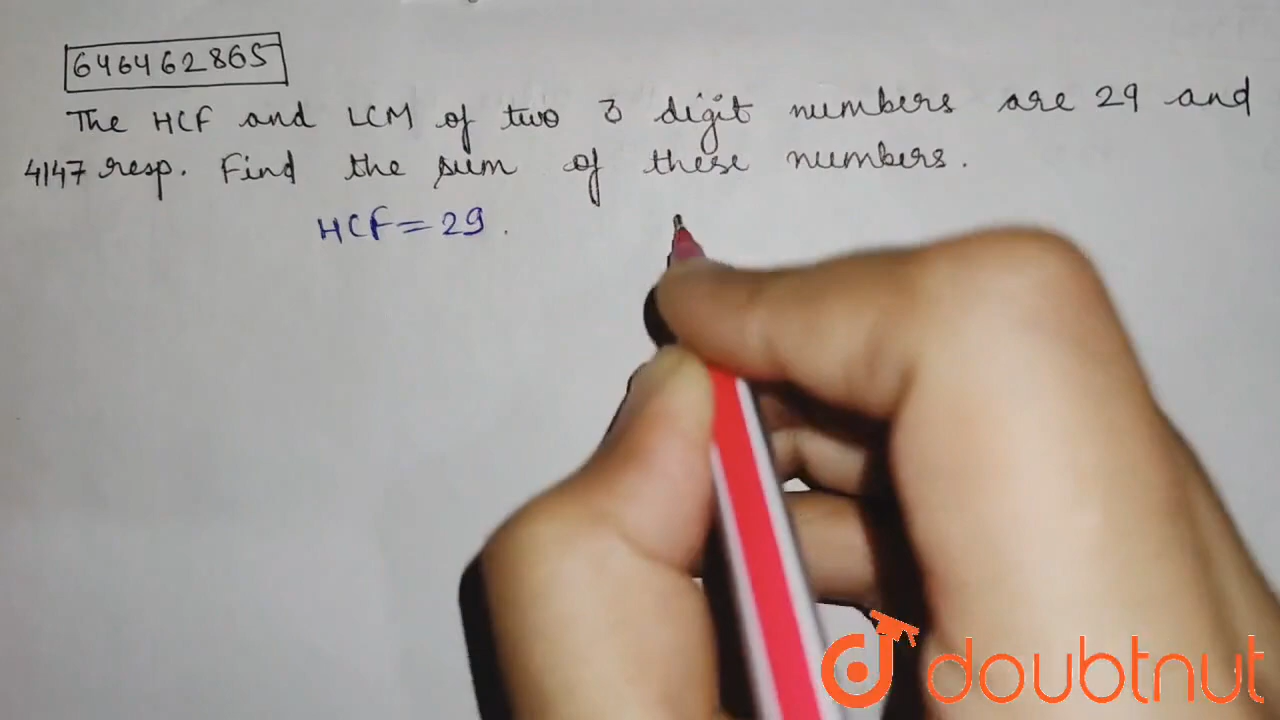 646462865
The HCF and LCM of two 3 digit numbers are 29 and
4147 resp. Find the sum of these numbers.
HCF = 29.
doubtnut